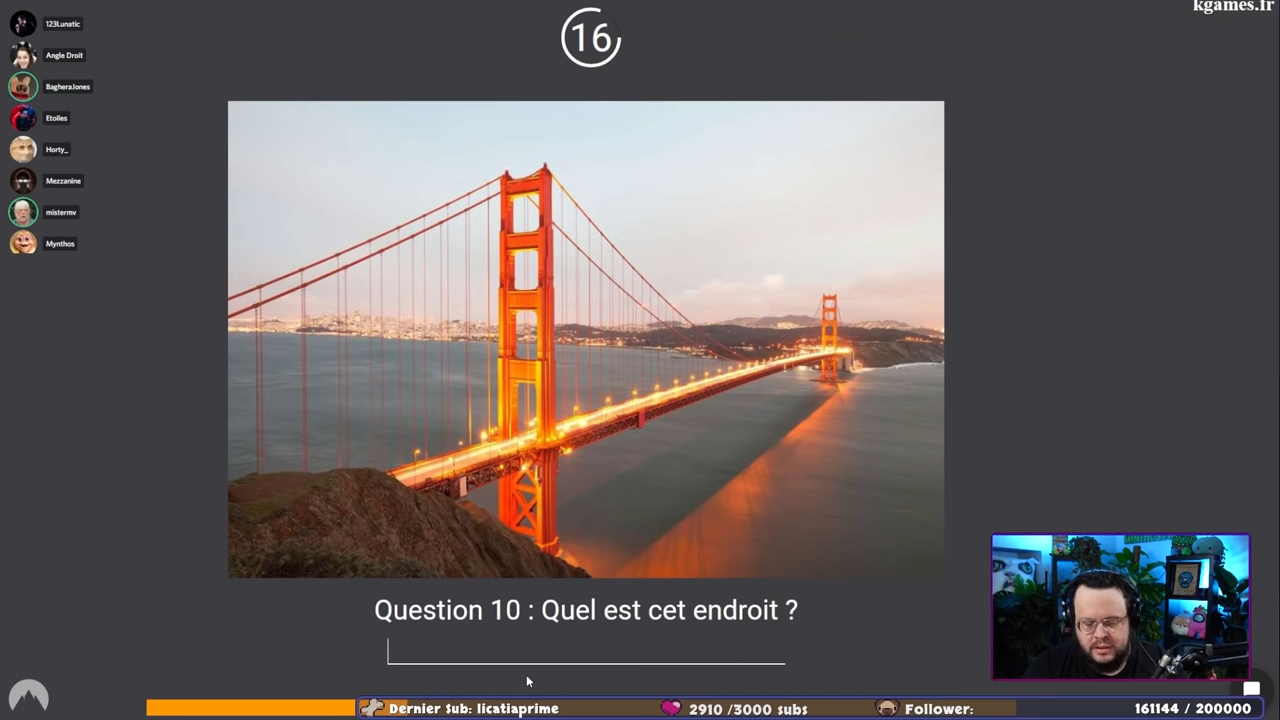 kgames.fr
16
123Lunatic
Angle Droit
BagheraJones
Etoiles
Horty_
Mezzanine
mistermv
Mynthos
Question 10 : Quel est cet endroit ?
Dernier Sub: licatiaprime
2910 /3000 subs
Follower:
161144 / 200000